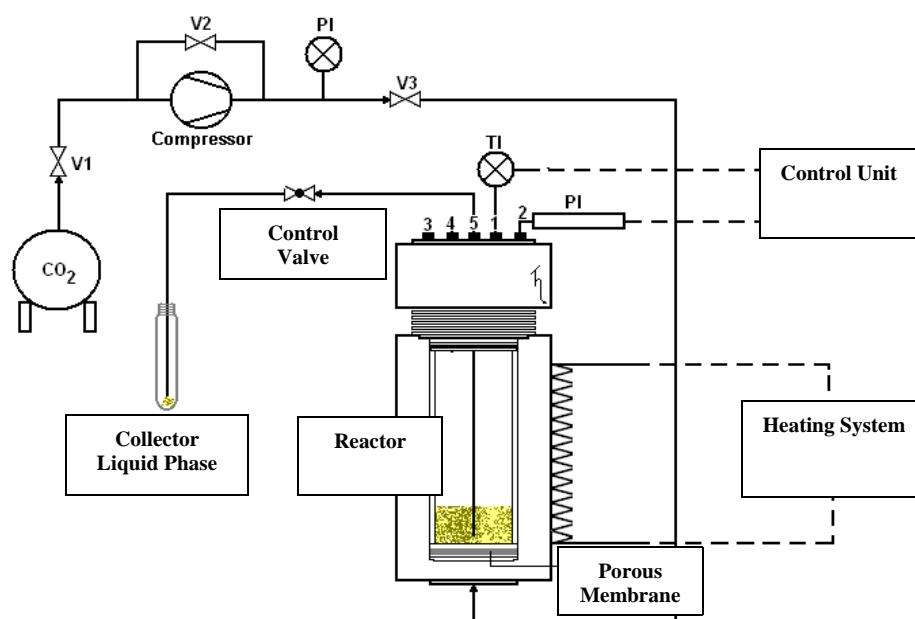 V2
PI
V3
Compressor
V1
TI
Control Unit
PI
3 4 5 1 2
Control
Valve
CO2
Collector
Liquid Phase
Reactor
Heating System
Porous
Membrane